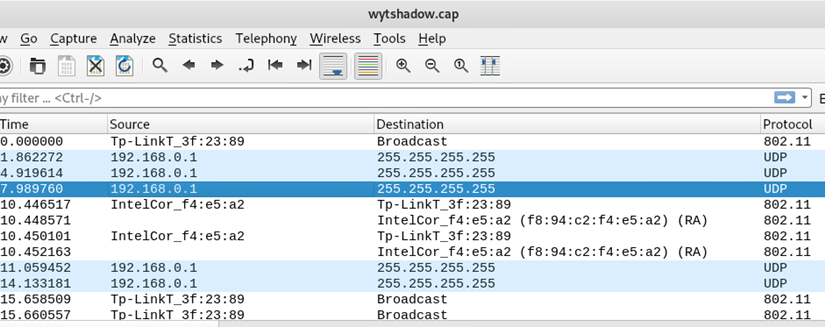 wytshadow.cap
w Go Capture Analyze Statistics Telephony Wireless Tools Help
ny filter ... <Ctrl-/>
Time Source Destination Protocol
0.000000 Tp-LinkT_3f:23:89 Broadcast 802.11
1.862272 192.168.0.1 255.255.255.255 UDP
4.919614 192.168.0.1 255.255.255.255 UDP
7.989760 192.168.0.1 255.255.255.255 UDP
10.446517 IntelCor_f4:e5:a2 Tp-LinkT_3f:23:89 802.11
10.448571 IntelCor_f4:e5:a2 (f8:94:c2:f4:e5:a2) (RA) 802.11
10.450101 IntelCor_f4:e5:a2 Tp-LinkT_3f:23:89 802.11
10.452163 IntelCor_f4:e5:a2 (f8:94:c2:f4:e5:a2) (RA) 802.11
11.059452 192.168.0.1 255.255.255.255 UDP
14.133181 192.168.0.1 255.255.255.255 UDP
15.658509 Tp-LinkT_3f:23:89 Broadcast 802.11
15.660557 Tp-LinkT_3f:23:89 Broadcast 802.11